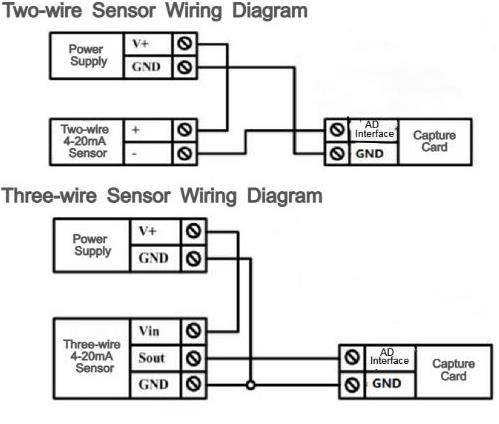 Two-wire Sensor Wiring Diagram
Power
Supply
V+
GND
Two-wire
4-20mA
Sensor
+
-
AD
Interface
GND
Capture
Card
Three-wire Sensor Wiring Diagram
Power
Supply
V+
GND
Three-wire
4-20mA
Sensor
Vin
Sout
GND
AD
Interface
GND
Capture
Card